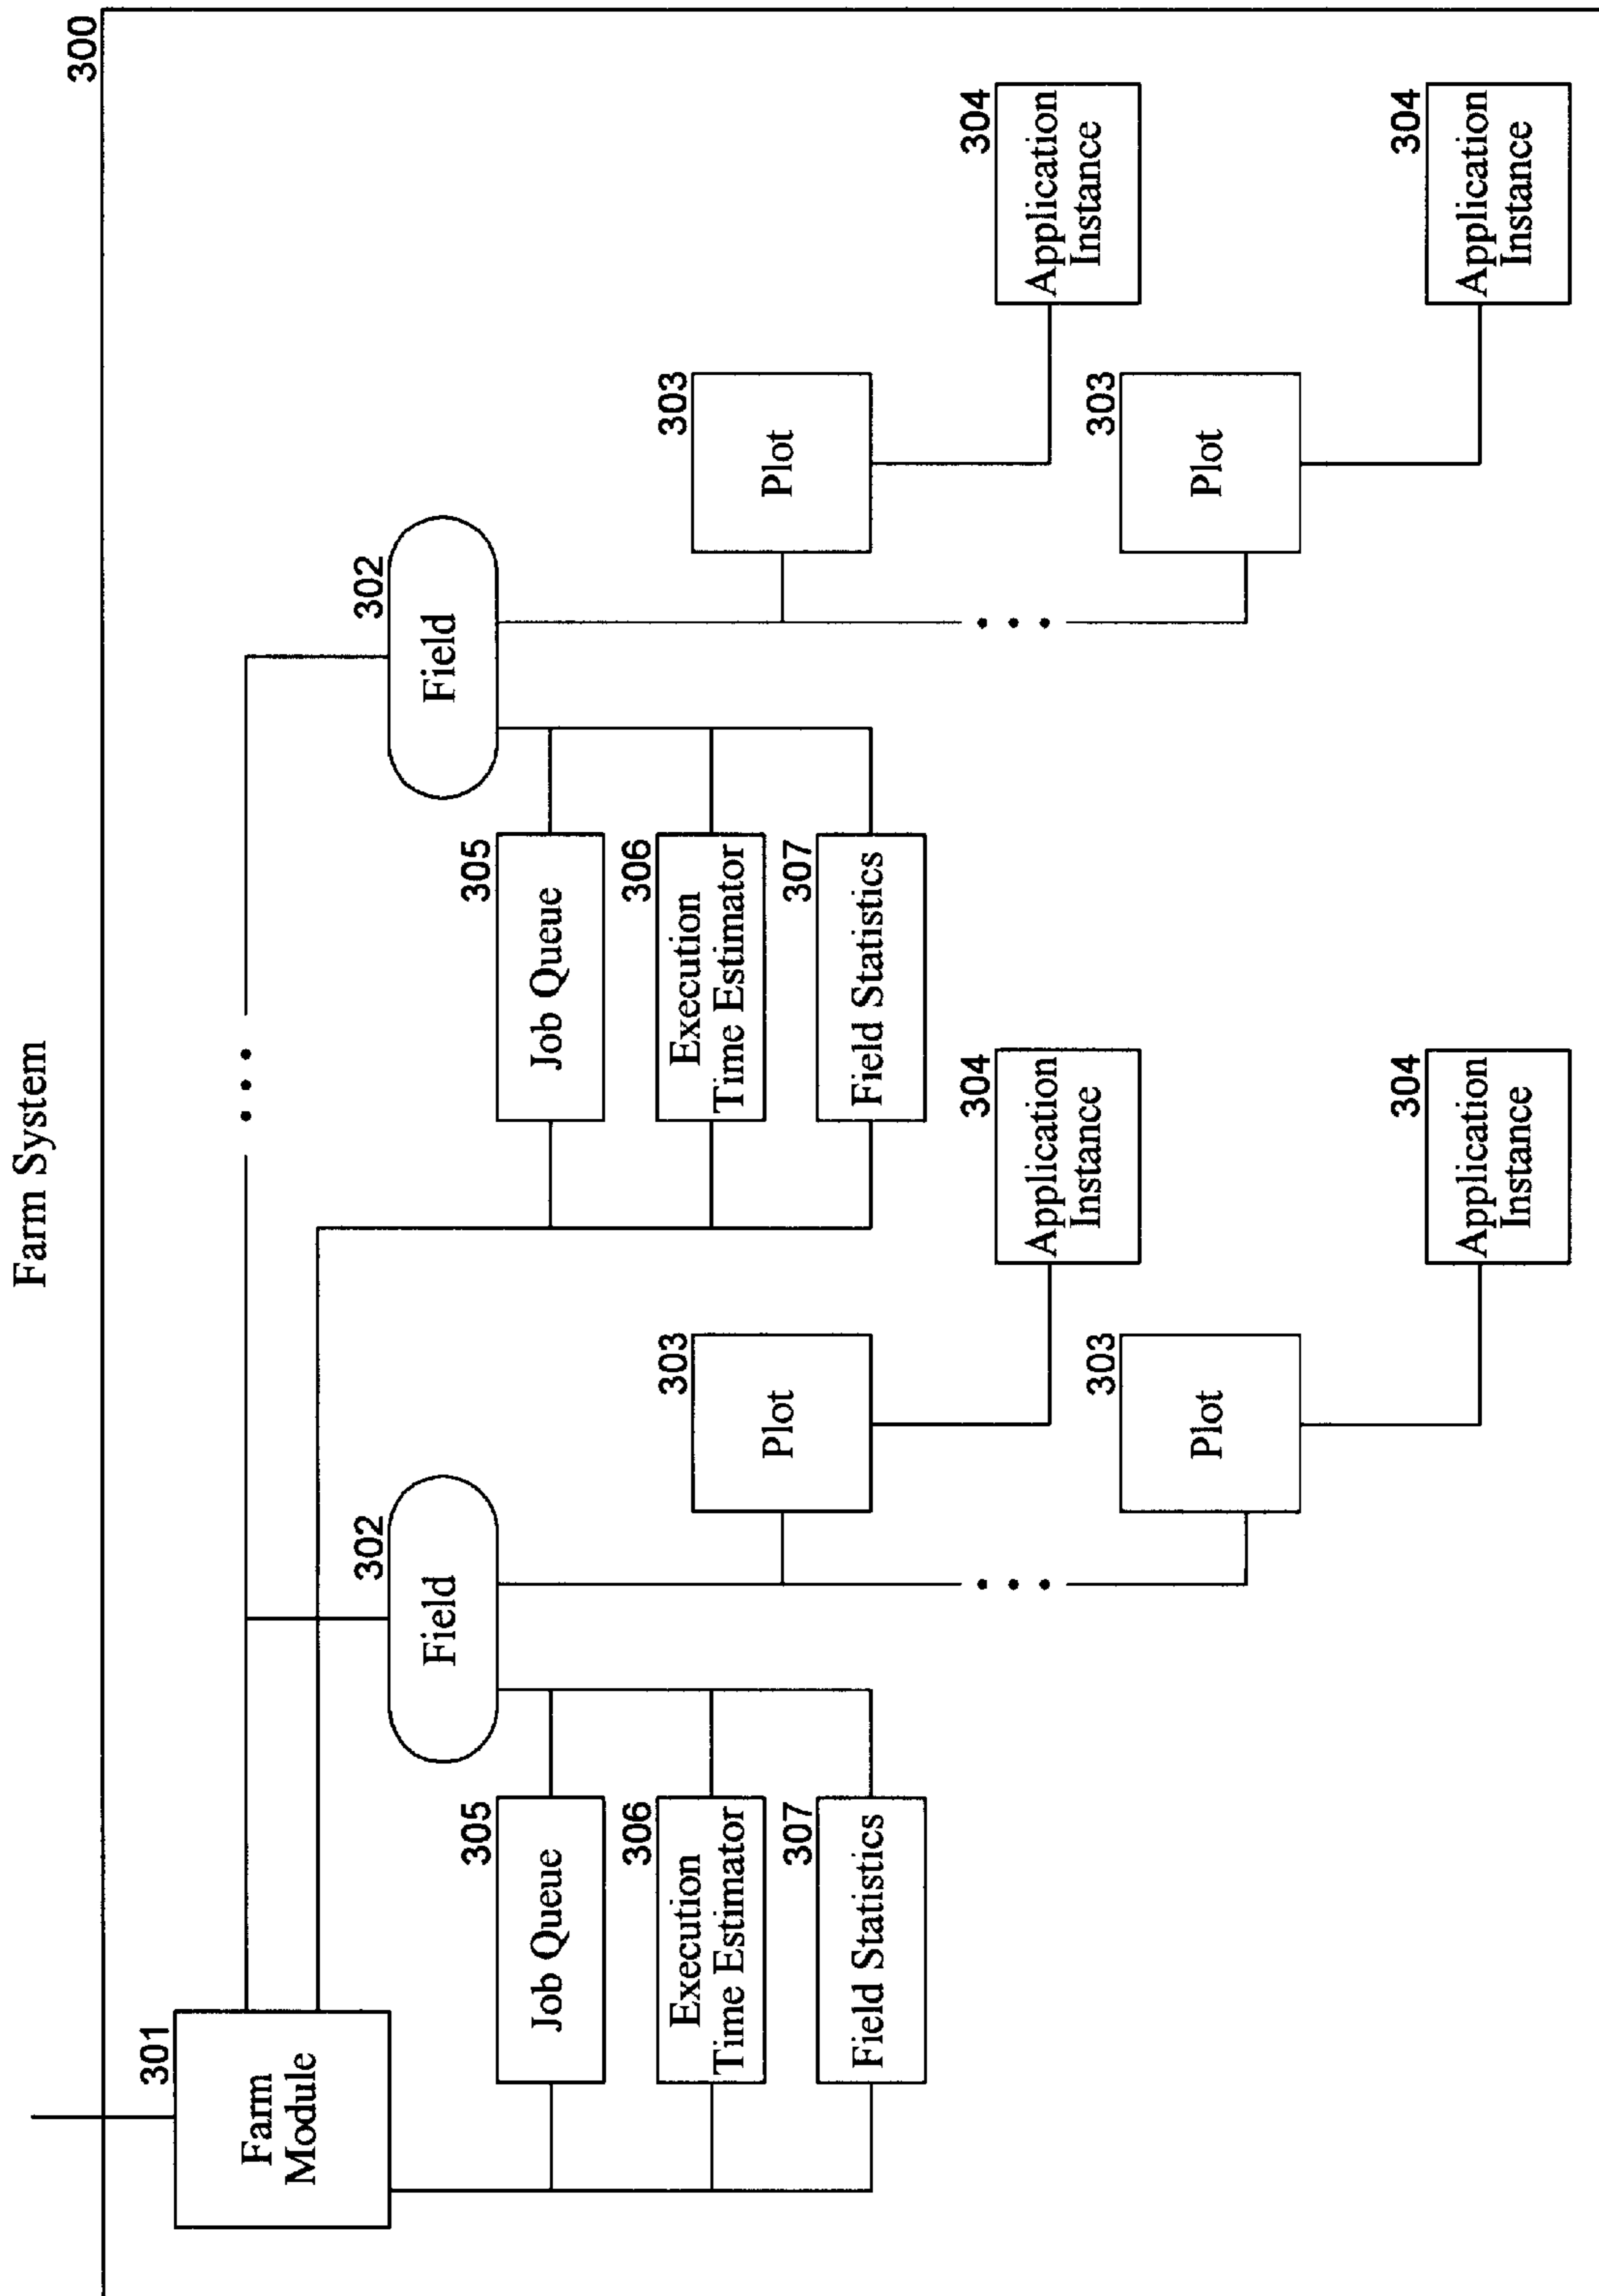 Farm System
300
301
Farm
Module
302
Field
302
Field
305
Job Queue
306
Execution
Time Estimator
307
Field Statistics
303
Plot
304
Application
Instance
303
Plot
304
Application
Instance
305
Job Queue
306
Execution
Time Estimator
307
Field Statistics
303
Plot
304
Application
Instance
303
Plot
304
Application
Instance